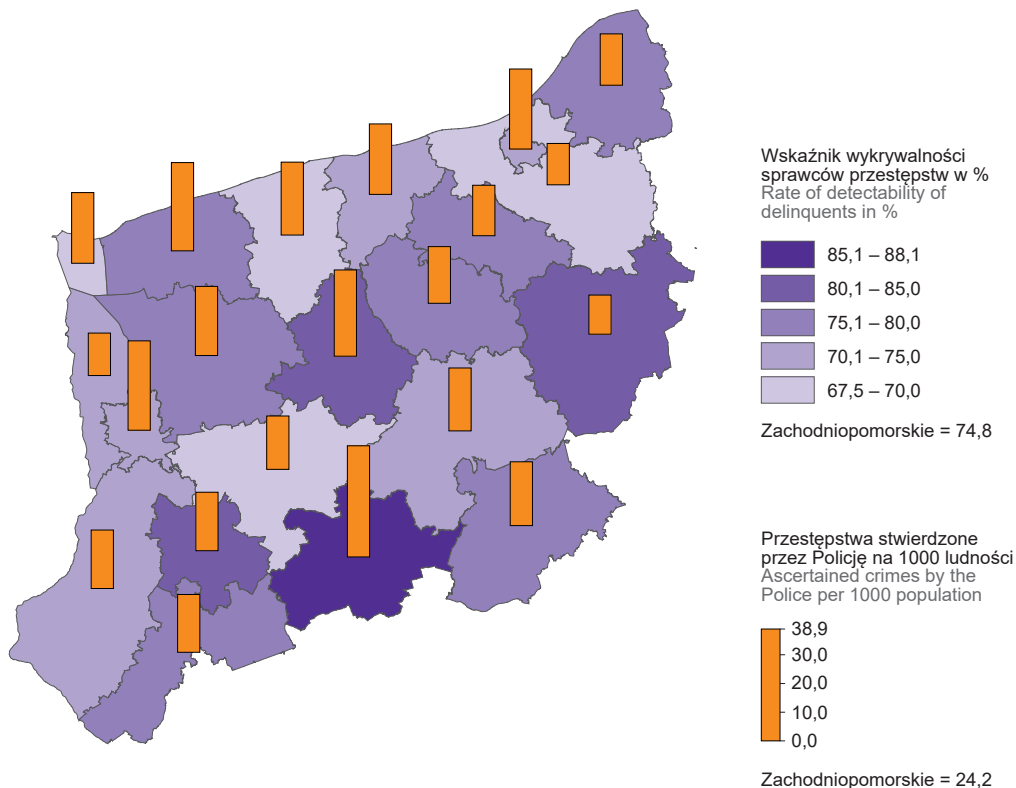 Wskaźnik wykrywalności
sprawców przestępstw w %
Rate of detectability of
delinquents in %
85,1 – 88,1
80,1 – 85,0
75,1 – 80,0
70,1 – 75,0
67,5 – 70,0
Zachodniopomorskie = 74,8
Przestępstwa stwierdzone
przez Policję na 1000 ludności
Ascertained crimes by the
Police per 1000 population
38,9
30,0
20,0
10,0
0,0
Zachodniopomorskie = 24,2